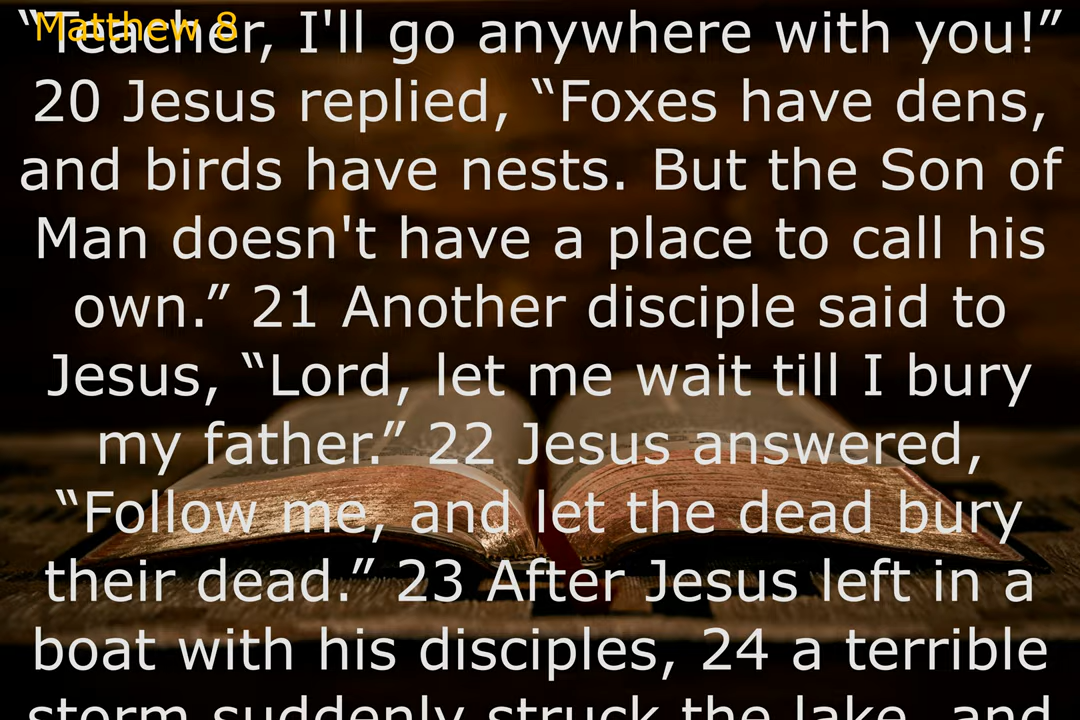 Matthew 8
“Teacher, I'll go anywhere with you!”
20 Jesus replied, “Foxes have dens,
and birds have nests. But the Son of
Man doesn't have a place to call his
own.” 21 Another disciple said to
Jesus, “Lord, let me wait till I bury
my father.” 22 Jesus answered,
“Follow me, and let the dead bury
their dead.” 23 After Jesus left in a
boat with his disciples, 24 a terrible
storm suddenly struck the lake, and